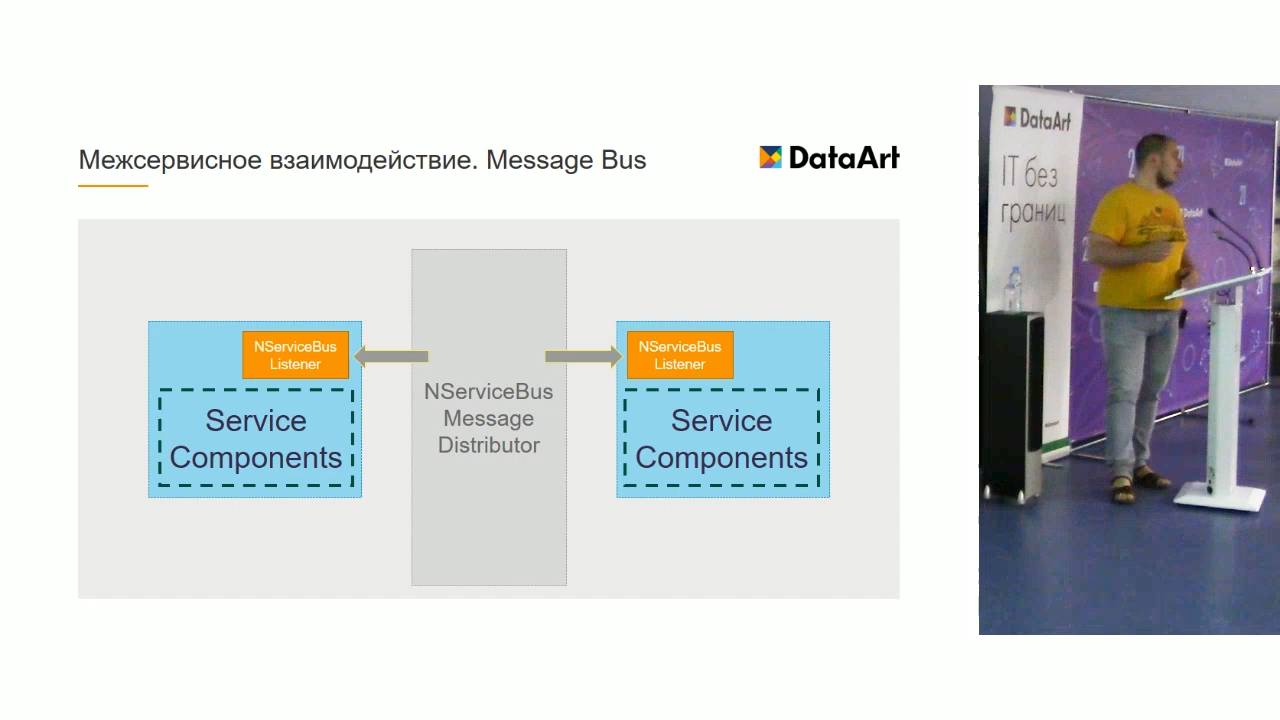 Межсервисное взаимодействие. Message Bus
DataArt
NServiceBus
Listener
Service
Components
NServiceBus
Message
Distributor
NServiceBus
Listener
Service
Components
DataArt
IT без
границ
DataArt